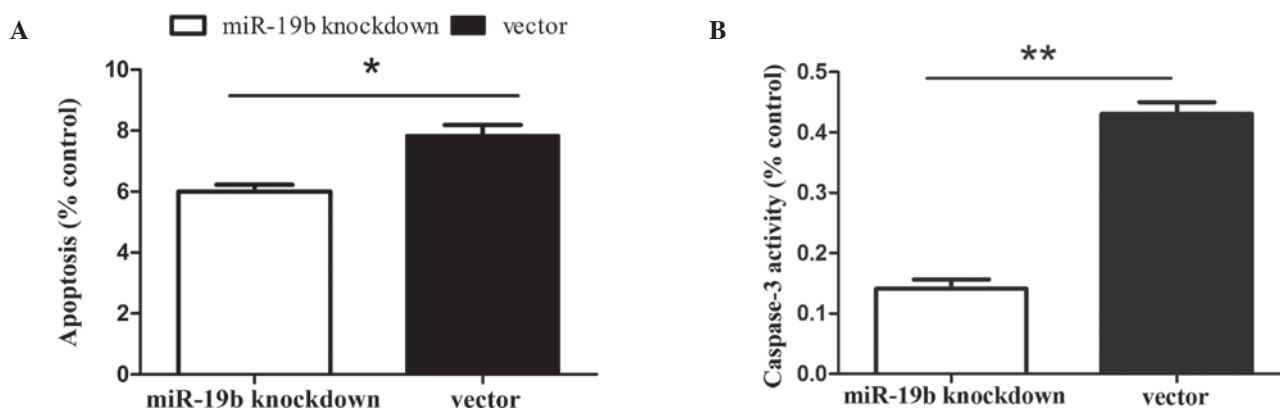 A
miR-19b knockdown vector
*
Apoptosis (% control)
10
8
6
4
2
0
miR-19b knockdown vector
B
**
Caspase-3 activity (% control)
0.5
0.4
0.3
0.2
0.1
0.0
miR-19b knockdown vector